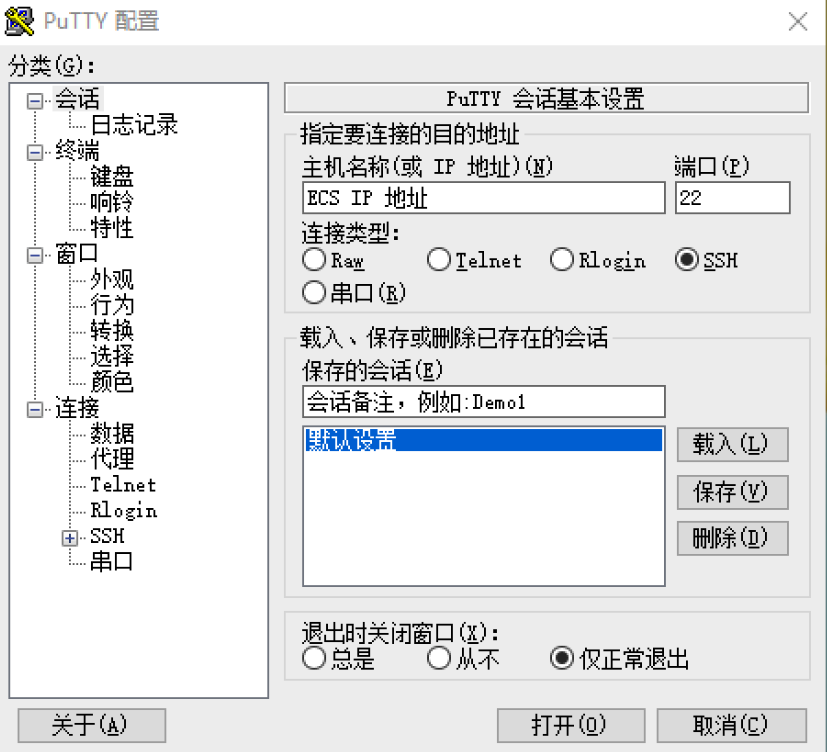 PuTTY 配置
分类(G):
会话
日志记录
终端
键盘
响铃
特性
窗口
外观
行为
转换
选择
颜色
连接
数据
代理
Telnet
Rlogin
SSH
串口
PuTTY 会话基本设置
指定要连接的目的地址
主机名称(或 IP 地址)(N) 端口(P)
ECS IP 地址 22
连接类型:
Raw Telnet Rlogin SSH
串口(R)
载入、保存或删除已存在的会话
保存的会话(E)
会话备注，例如:Demo1
默认设置
载入(L)
保存(V)
删除(D)
退出时关闭窗口(X):
总是 从不 仅正常退出
关于(A) 打开(O) 取消(C)